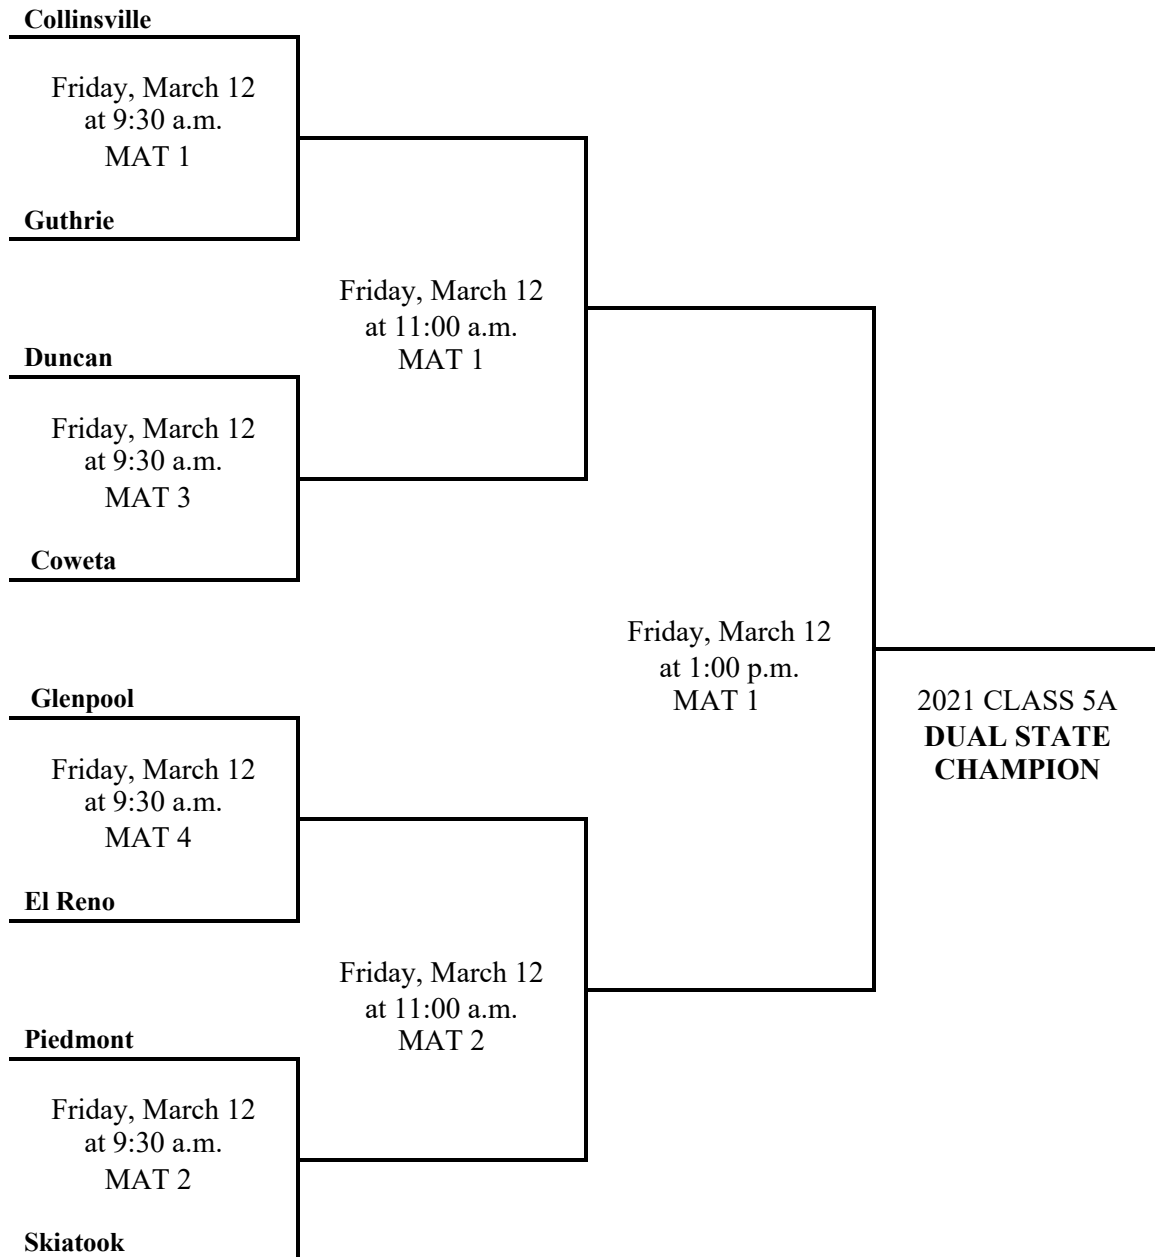 Collinsville
Friday, March 12
at 9:30 a.m.
MAT 1
Guthrie
Friday, March 12
at 11:00 a.m.
MAT 1
Duncan
Friday, March 12
at 9:30 a.m.
MAT 3
Coweta
Friday, March 12
at 1:00 p.m.
MAT 1
2021 CLASS 5A
DUAL STATE
CHAMPION
Glenpool
Friday, March 12
at 9:30 a.m.
MAT 4
El Reno
Friday, March 12
at 11:00 a.m.
MAT 2
Piedmont
Friday, March 12
at 9:30 a.m.
MAT 2
Skiatook